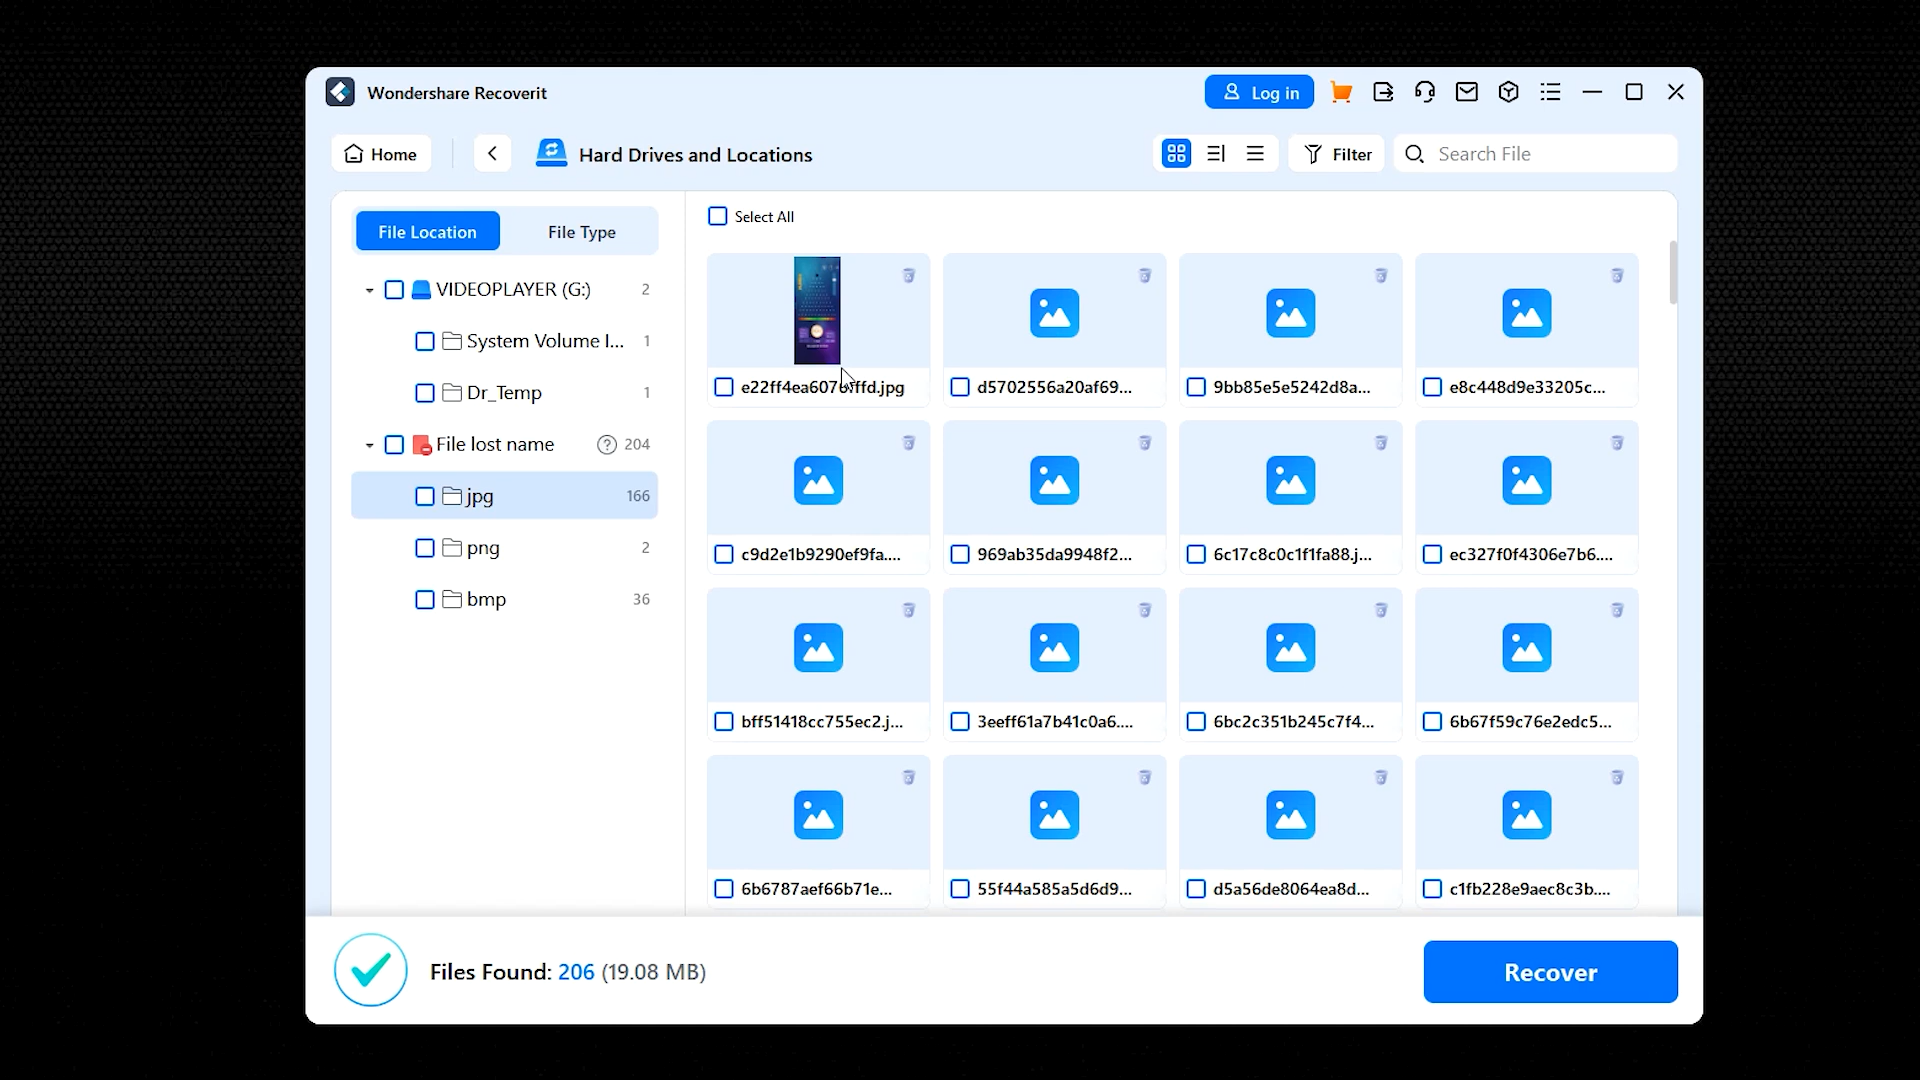 Wondershare Recoverit
Log in
Home
Hard Drives and Locations
Filter
Search File
File Location
File Type
VIDEOPLAYER (G:) 2
System Volume I... 1
Dr_Temp 1
File lost name ? 204
jpg 166
png 2
bmp 36
Select All
d5702556a20af69...
9bb85e5e5242d8a...
e8c448d9e33205c...
c9d2e1b9290ef9fa....
969ab35da9948f2...
6c17c8c0c1f1fa88.j...
ec327f0f4306e7b6....
bff51418cc755ec2.j...
3eeff61a7b41c0a6....
6bc2c351b245c7f4...
6b67f59c76e2edc5...
6b6787aef66b71e...
55f44a585a5d6d9...
d5a56de8064ea8d...
c1fb228e9aec8c3b....
Files Found: 206 (19.08 MB)
Recover